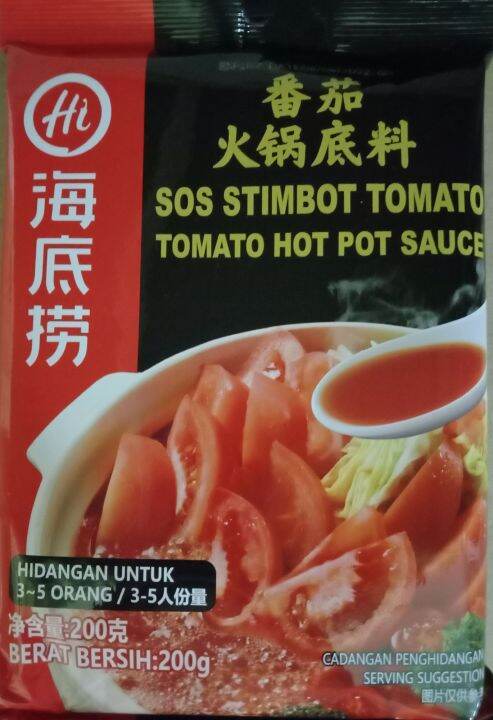 Hi
海底捞
番茄
火锅底料
SOS STIMBOT TOMATO
TOMATO HOT POT SAUCE
HIDANGAN UNTUK
3~5 ORANG / 3-5人份量
净含量:200克
BERAT BERSIH:200g
CADANGAN PENGHIDANGAN
SERVING SUGGESTION
图片仅供参